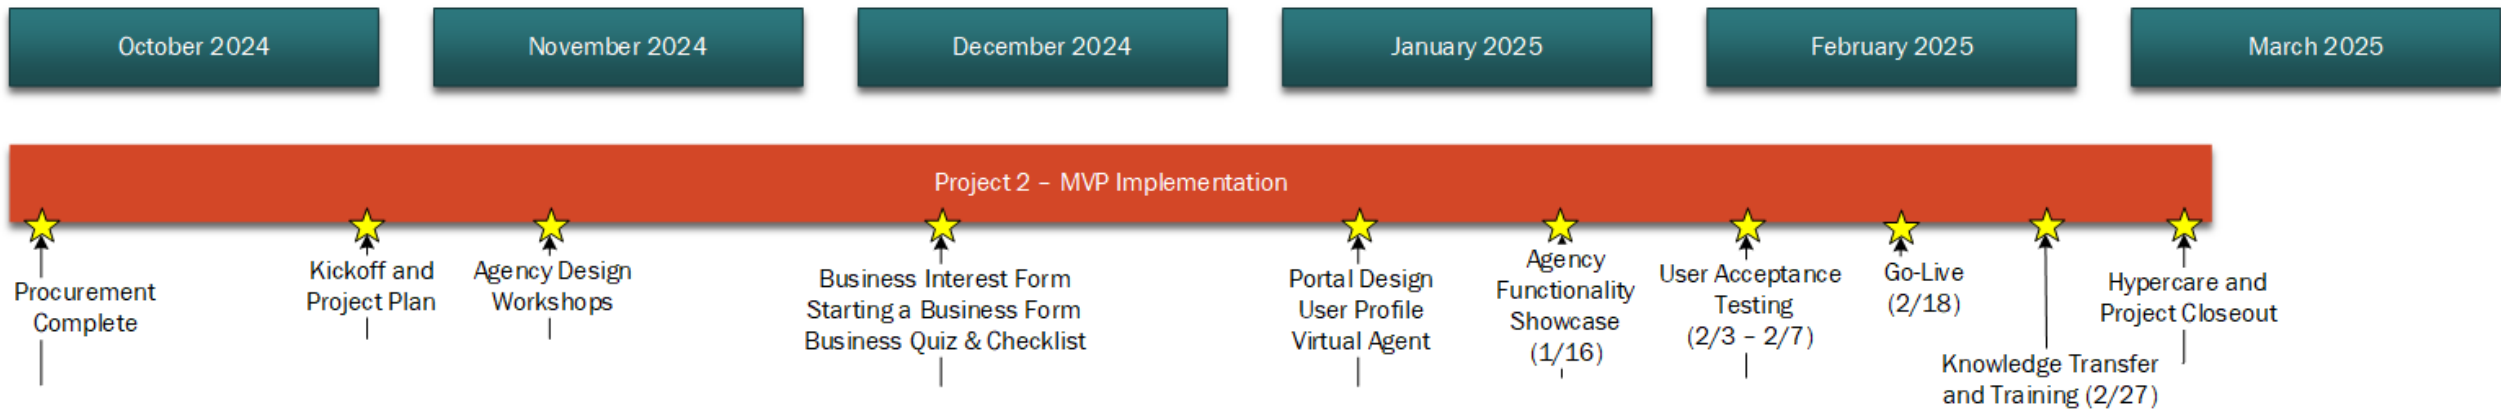 October 2024
November 2024
December 2024
January 2025
February 2025
March 2025
Project 2 – MVP Implementation
Procurement
Complete
Kickoff and
Project Plan
Agency Design
Workshops
Business Interest Form
Starting a Business Form
Business Quiz & Checklist
Portal Design
User Profile
Virtual Agent
Agency
Functionality
Showcase
(1/16)
User Acceptance
Testing
(2/3 – 2/7)
Go-Live
(2/18)
Knowledge Transfer
and Training (2/27)
Hypercare and
Project Closeout